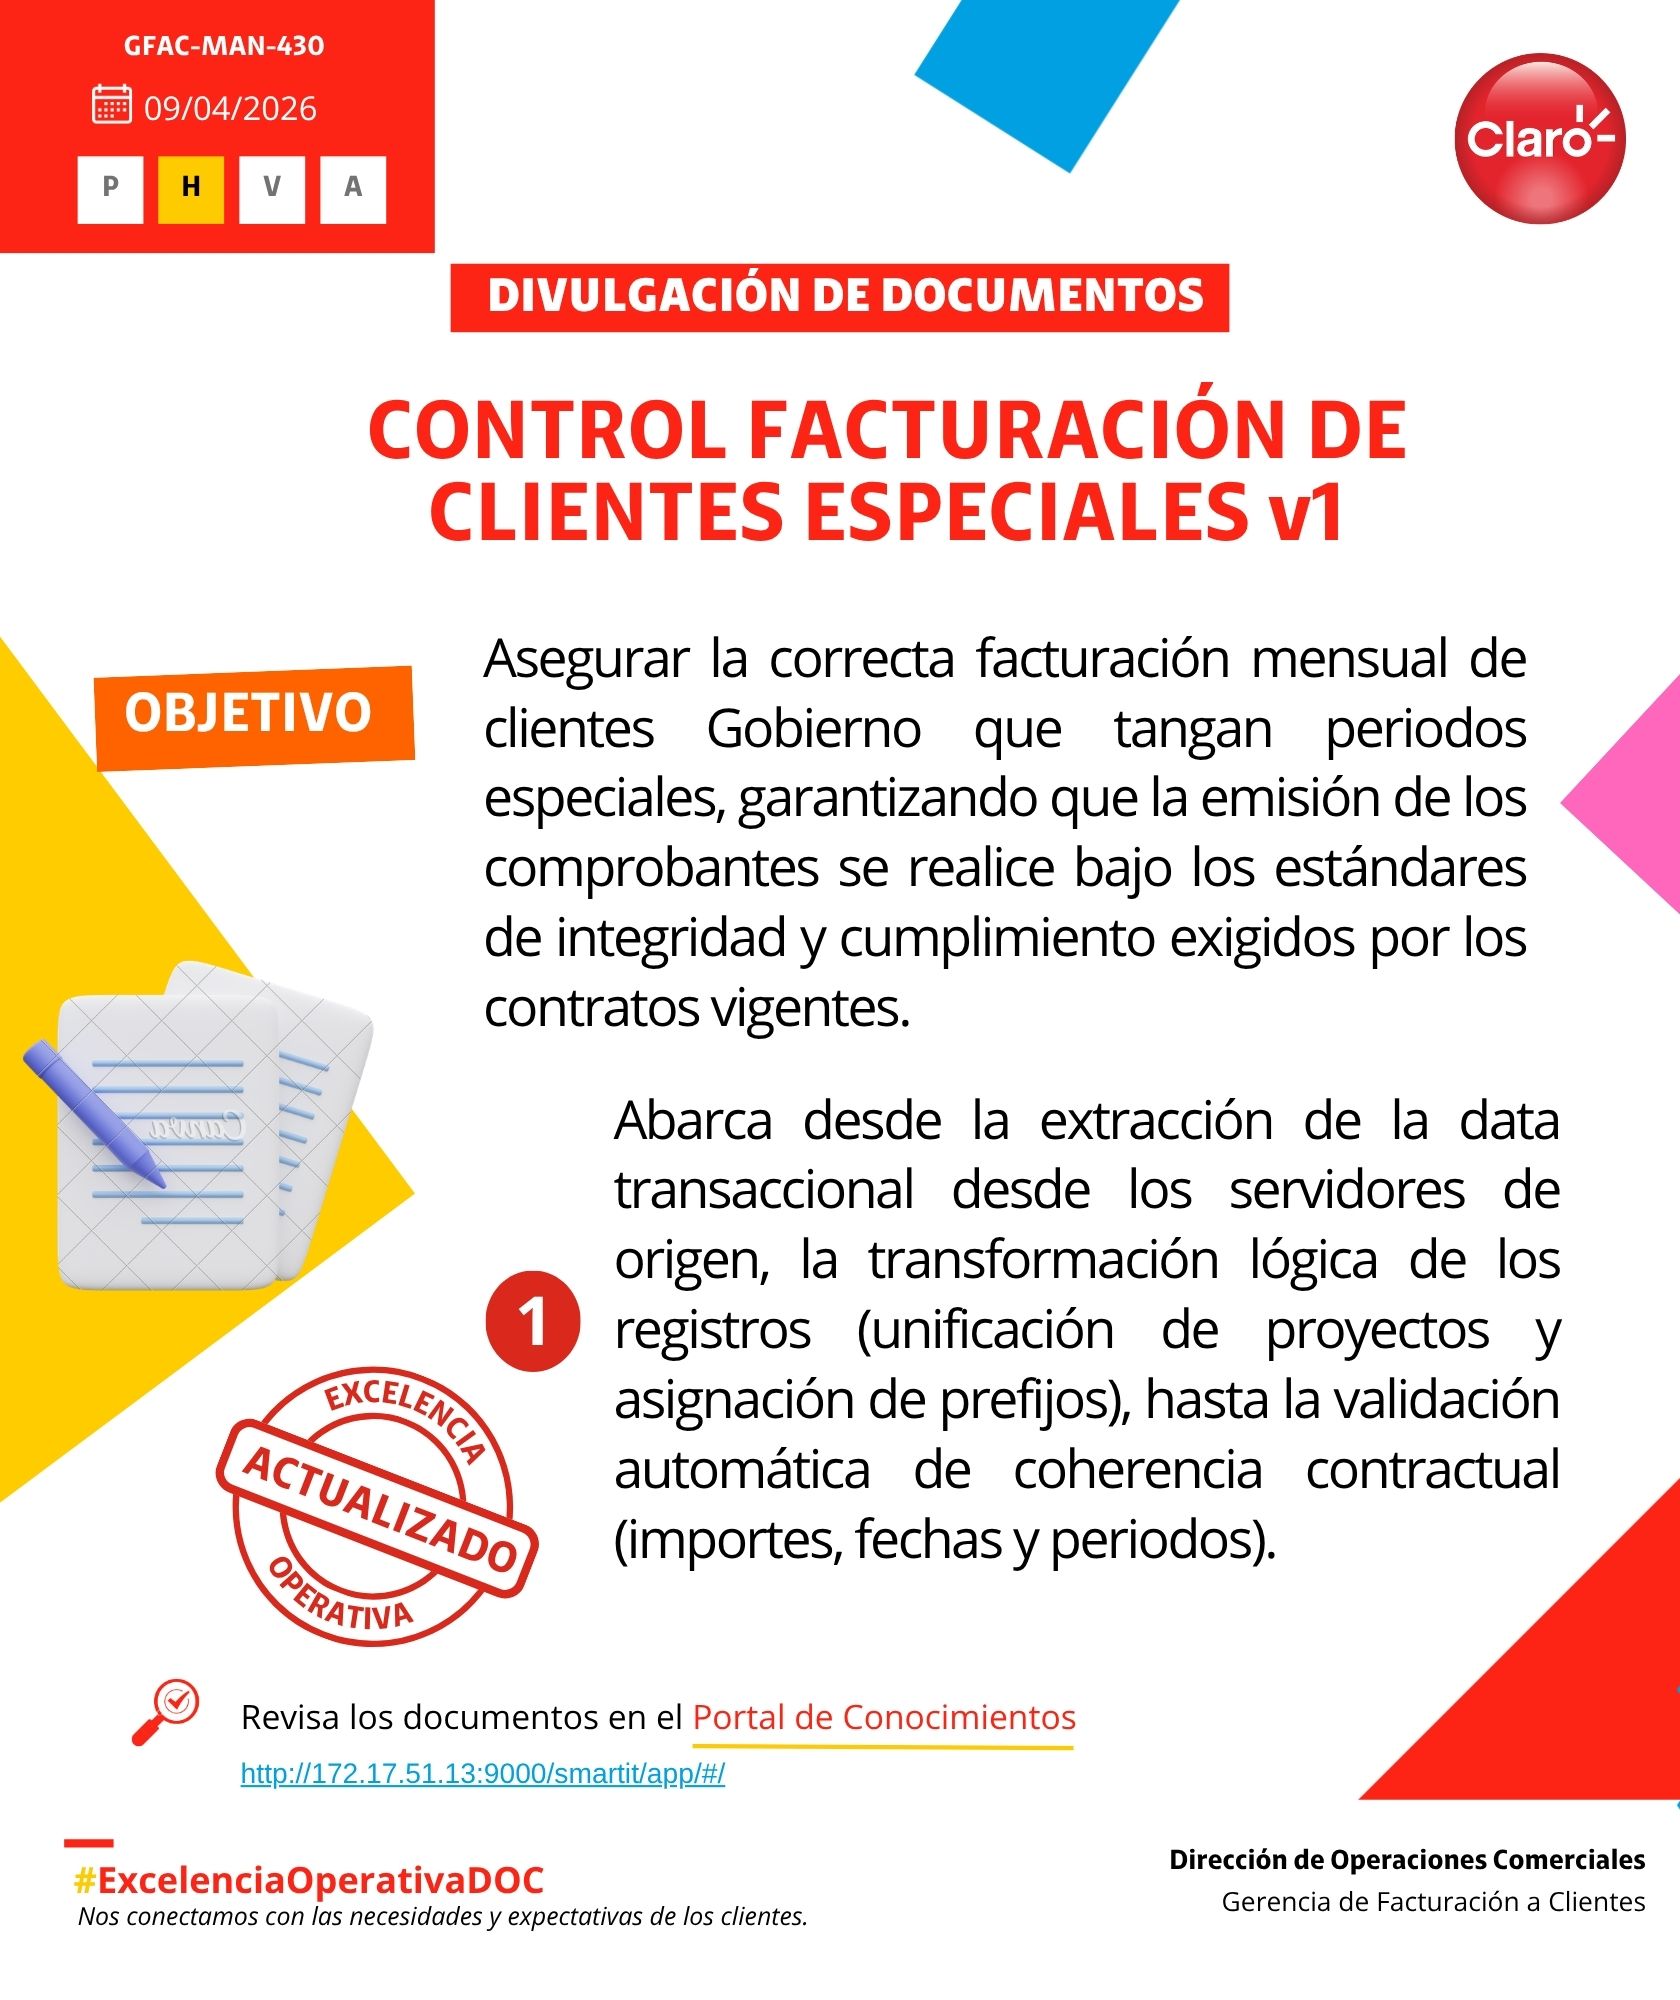 GFAC-MAN-430
09/04/2026
P H V A
Claro
DIVULGACIÓN DE DOCUMENTOS
CONTROL FACTURACIÓN DE
CLIENTES ESPECIALES v1
OBJETIVO
Asegurar la correcta facturación mensual de
clientes Gobierno que tangan periodos
especiales, garantizando que la emisión de los
comprobantes se realice bajo los estándares
de integridad y cumplimiento exigidos por los
contratos vigentes.
Canva
1
Abarca desde la extracción de la data
transaccional desde los servidores de
origen, la transformación lógica de los
registros (unificación de proyectos y
asignación de prefijos), hasta la validación
automática de coherencia contractual
(importes, fechas y periodos).
EXCELENCIA
ACTUALIZADO
OPERATIVA
Revisa los documentos en el Portal de Conocimientos
http://172.17.51.13:9000/smartit/app/#/
#ExcelenciaOperativaDOC
Nos conectamos con las necesidades y expectativas de los clientes.
Dirección de Operaciones Comerciales
Gerencia de Facturación a Clientes